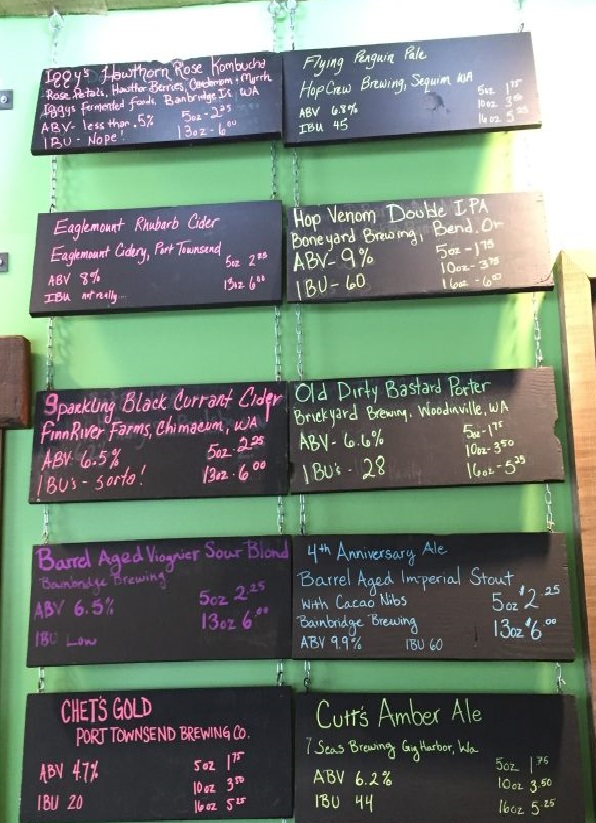 Iggy's Hawthorn Rose Kombucha
Rose Petals, Hawthorn Berries, Cardamom + Myrrh
Iggys Fermented Foods, Bainbridge Is. WA
ABV- less than .5% 5oz - 2.25
IBU - Nope! 13oz - 6.00
Flying Penguin Pale
Hop Crew Brewing, Sequim WA
5oz 1.75
ABV 6.8% 10oz 3.50
IBU 45 16oz 5.25
Eaglemount Rhubarb Cider
Eaglemount Cidery, Port Townsend
5oz 2.25
ABV 8% 13oz 6.00
IBU not really...
Hop Venom Double IPA
Boneyard Brewing, Bend, Or
ABV- 9% 5oz - 1.75
10oz - 3.75
IBU - 60 16oz - 6.00
Sparkling Black Currant Cider
FinnRiver Farms, Chimacum, WA
ABV 6.5% 5oz 2.25
IBU's - sorta! 13oz - 6.00
Old Dirty Bastard Porter
Brickyard Brewing, Woodinville, WA
ABV - 6.6% 5oz - 1.75
10oz - 3.50
IBU's - 28 16oz - 5.25
Barrel Aged Viognier Sour Blond
Bainbridge Brewing
ABV 6.5% 5oz 2.25
13oz 6.00
IBU Low
4th Anniversary Ale
Barrel Aged Imperial Stout
With Cacao Nibs 5oz $2.25
Bainbridge Brewing 13oz $6.00
ABV 9.9% IBU 60
CHET'S GOLD
PORT TOWNSEND BREWING CO.
5oz 1.75
ABV 4.7% 10oz 3.50
IBU 20 16oz 5.25
Cutt's Amber Ale
7 Seas Brewing Gig Harbor, Wa
5oz 1.75
ABV 6.2% 10oz 3.50
IBU 44 16oz 5.25